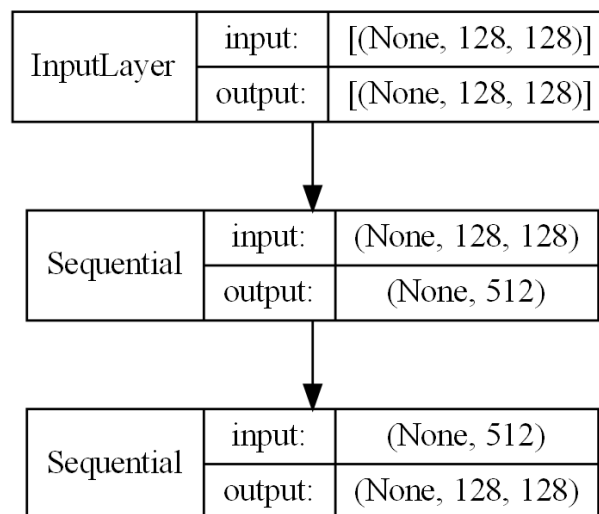 InputLayer
input: [(None, 128, 128)]
output: [(None, 128, 128)]
Sequential
input: (None, 128, 128)
output: (None, 512)
Sequential
input: (None, 512)
output: (None, 128, 128)